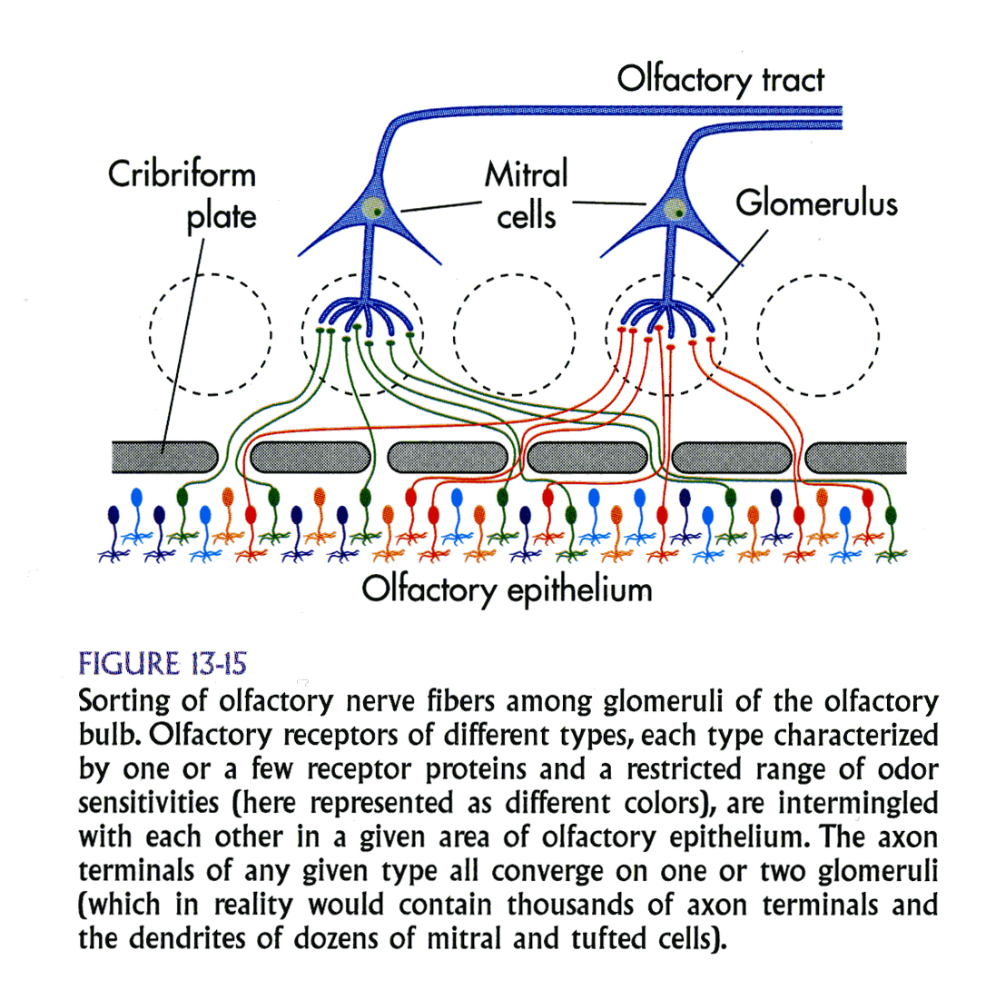 Olfactory tract
Cribriform
plate
Mitral
cells
Glomerulus
Olfactory epithelium
FIGURE 13-15
Sorting of olfactory nerve fibers among glomeruli of the olfactory
bulb. Olfactory receptors of different types, each type characterized
by one or a few receptor proteins and a restricted range of odor
sensitivities (here represented as different colors), are intermingled
with each other in a given area of olfactory epithelium. The axon
terminals of any given type all converge on one or two glomeruli
(which in reality would contain thousands of axon terminals and
the dendrites of dozens of mitral and tufted cells).